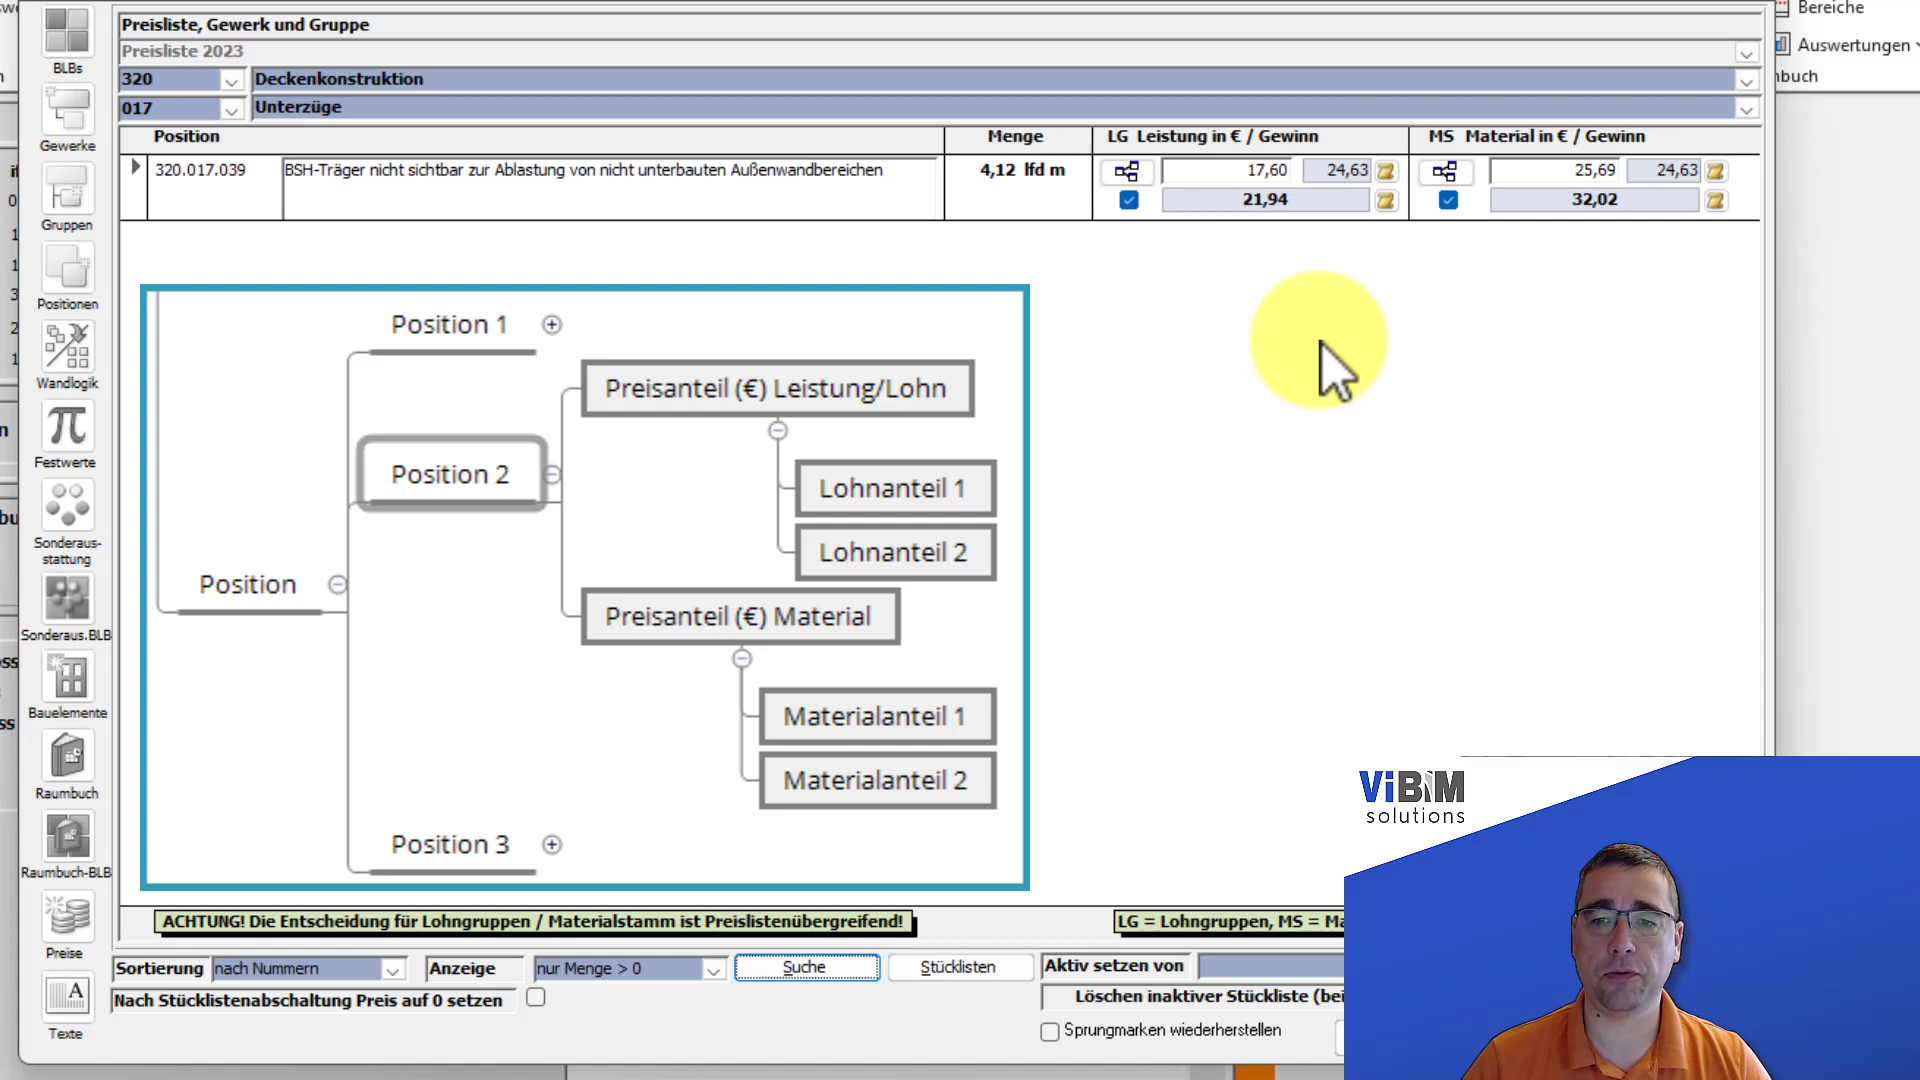 Preisliste, Gewerk und Gruppe
Preisliste 2023
320 Deckenkonstruktion
017 Unterzüge
Position Menge LG Leistung in € / Gewinn MS Material in € / Gewinn
320.017.039 BSH-Träger nicht sichtbar zur Ablastung von nicht unterbauten Außenwandbereichen 4,12 lfd m 17,60 24,63 25,69 24,63
21,94 32,02
BLBs
Gewerke
Gruppen
Positionen
Wandlogik
Festwerte
Sonderaus-
stattung
Sonderaus.BLB
Bauelemente
Raumbuch
Raumbuch-BLB
Preise
Texte
Bereiche
Auswertungen
Position 1
Preisanteil (€) Leistung/Lohn
Position 2
Lohnanteil 1
Lohnanteil 2
Position
Preisanteil (€) Material
Materialanteil 1
Materialanteil 2
Position 3
ViBiM
solutions
ACHTUNG! Die Entscheidung für Lohngruppen / Materialstamm ist Preislistenübergreifend!
LG = Lohngruppen, MS =
Sortierung nach Nummern Anzeige nur Menge > 0 Suche Stücklisten Aktiv setzen von
Nach Stücklistenabschaltung Preis auf 0 setzen
Löschen inaktiver Stückliste
Sprungmarken wiederherstellen